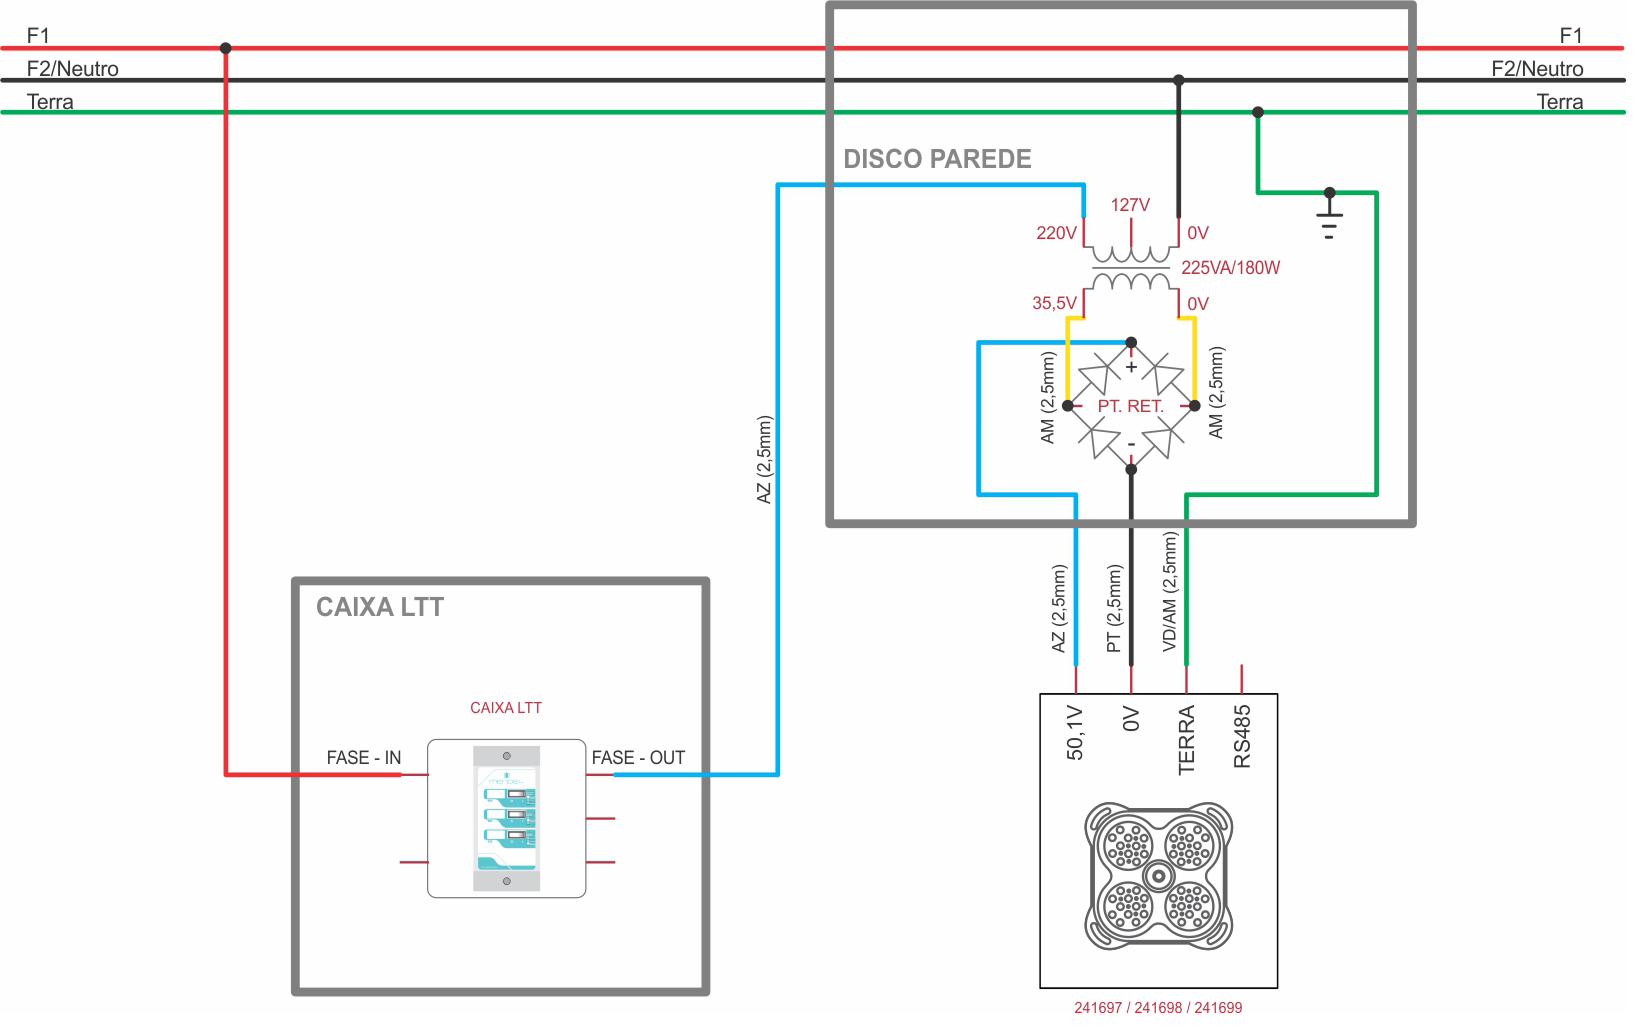 F1
F1
F2/Neutro
F2/Neutro
Terra
Terra
DISCO PAREDE
127V
220V
0V
225VA/180W
35,5V
0V
AM (2,5mm)
+
PT. RET.
-
AM (2,5mm)
AZ (2,5mm)
AZ (2,5mm)
PT (2,5mm)
VD/AM (2,5mm)
CAIXA LTT
CAIXA LTT
FASE - IN
FASE - OUT
50,1V
0V
TERRA
RS485
241697 / 241698 / 241699